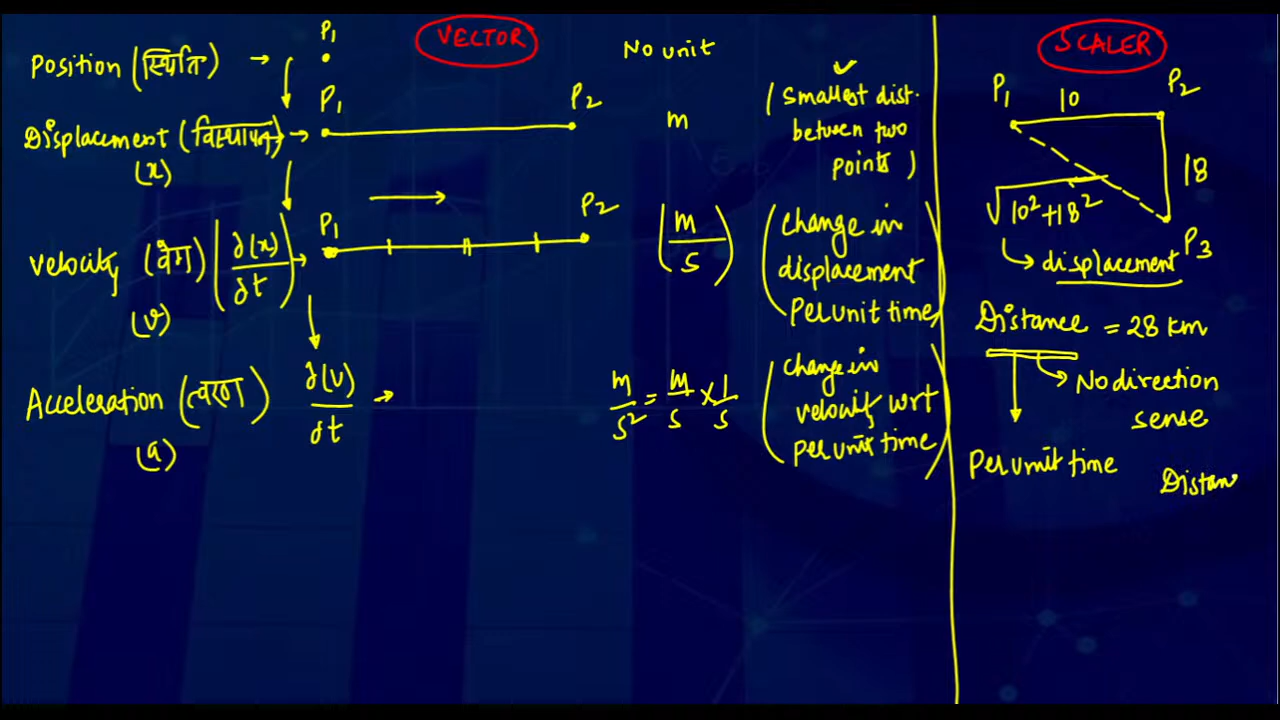 VECTOR
Position (स्थिति) → P₁
No unit
Displacement (विस्थापन) → P₁ P₂
(x)
m
(Smallest dist.
between two
points)
Velocity (वेग) (∂(x)/∂t) → P₁ → P₂
(v)
(m/s)
(change in
displacement
Per unit time)
Acceleration (त्वरण) ∂(v)/∂t →
(a)
m/s² = m/s × 1/s
(change in
velocity wrt
per unit time)
SCALER
P₁ 10 P₂
18
√10²+18²
P₃
↳ displacement
Distance = 28 km
↳ No direction
sense
Per unit time
Distan